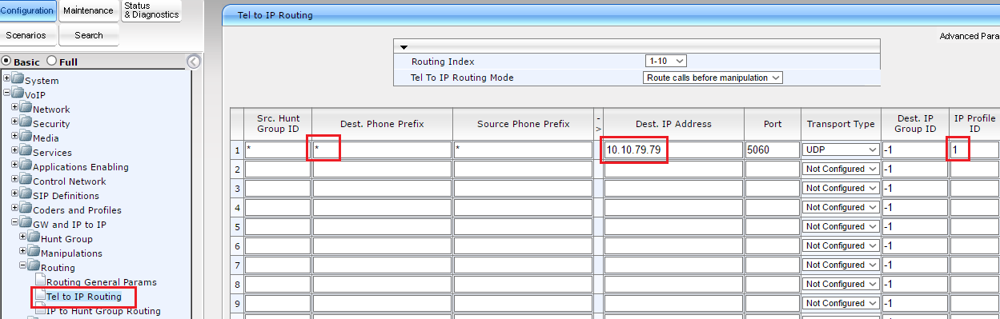 Configuration
Maintenance
Status
& Diagnostics
Scenarios
Search
Basic Full
System
VoIP
Network
Security
Media
Services
Applications Enabling
Control Network
SIP Definitions
Coders and Profiles
GW and IP to IP
Hunt Group
Manipulations
Routing
Routing General Params
Tel to IP Routing
IP to Hunt Group Routing
Tel to IP Routing
Advanced Para
Routing Index 1-10
Tel To IP Routing Mode Route calls before manipulation
Src. Hunt Group ID Dest. Phone Prefix Source Phone Prefix -> Dest. IP Address Port Transport Type Dest. IP Group ID IP Profile ID
1 * * * 10.10.79.79 5060 UDP -1 1
2 Not Configured -1
3 Not Configured -1
4 Not Configured -1
5 Not Configured -1
6 Not Configured -1
7 Not Configured -1
8 Not Configured -1
9 Not Configured -1